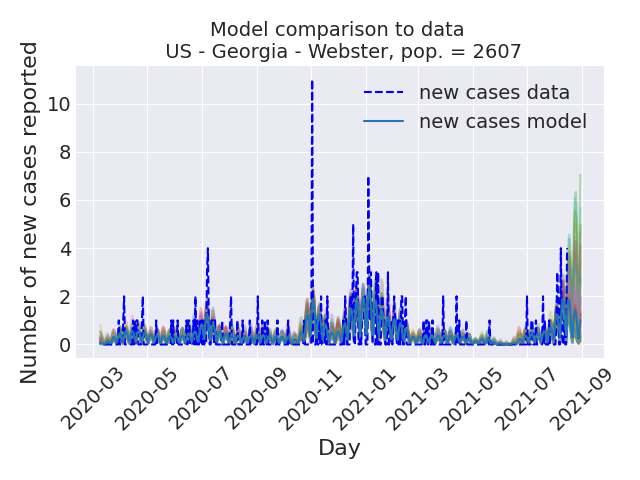 Model comparison to data
US - Georgia - Webster, pop. = 2607
new cases data
new cases model
Number of new cases reported
10
8
6
4
2
0
2020-03
2020-05
2020-07
2020-09
2020-11
2021-01
2021-03
2021-05
2021-07
2021-09
Day